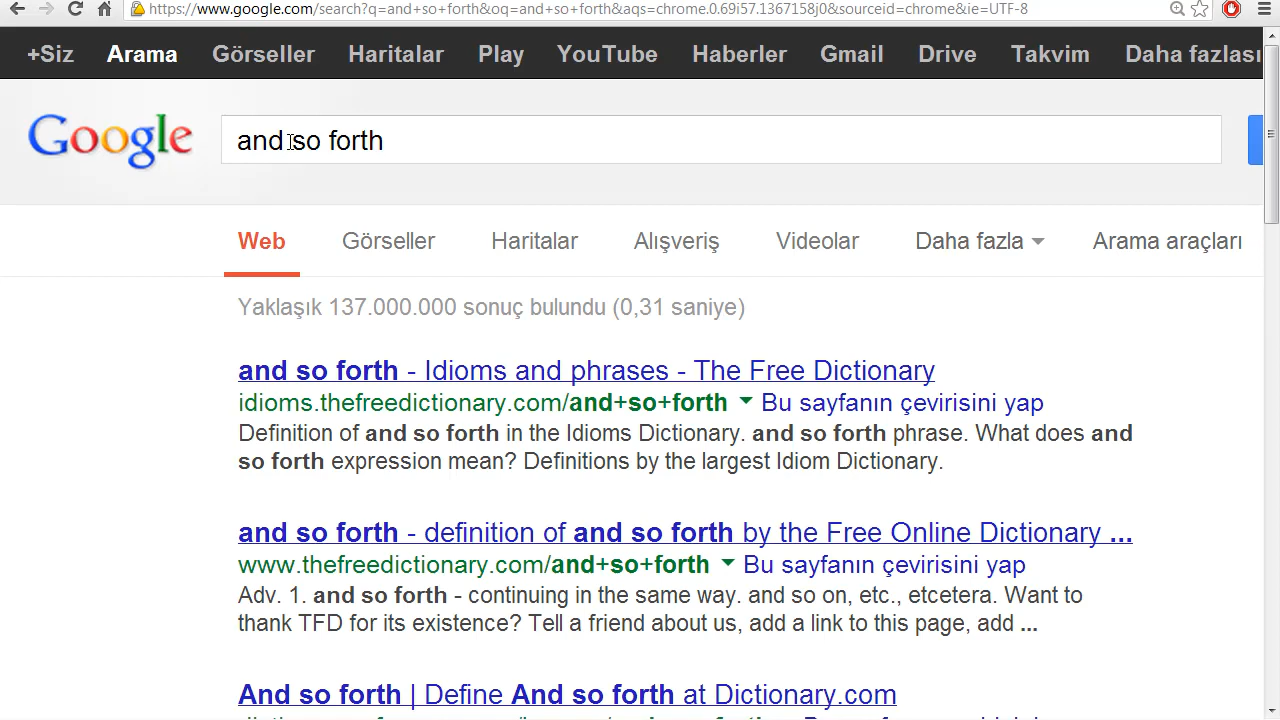 https://www.google.com/search?q=and+so+forth&oq=and+so+forth&aqs=chrome.0.69i57.1367158j0&sourceid=chrome&ie=UTF-8
+Siz Arama Görseller Haritalar Play YouTube Haberler Gmail Drive Takvim Daha fazlası
Google and so forth
Web Görseller Haritalar Alışveriş Videolar Daha fazla Arama araçları
Yaklaşık 137.000.000 sonuç bulundu (0,31 saniye)
and so forth - Idioms and phrases - The Free Dictionary
idioms.thefreedictionary.com/and+so+forth Bu sayfanın çevirisini yap
Definition of and so forth in the Idioms Dictionary. and so forth phrase. What does and
so forth expression mean? Definitions by the largest Idiom Dictionary.
and so forth - definition of and so forth by the Free Online Dictionary ...
www.thefreedictionary.com/and+so+forth Bu sayfanın çevirisini yap
Adv. 1. and so forth - continuing in the same way. and so on, etc., etcetera. Want to
thank TFD for its existence? Tell a friend about us, add a link to this page, add ...
And so forth | Define And so forth at Dictionary.com